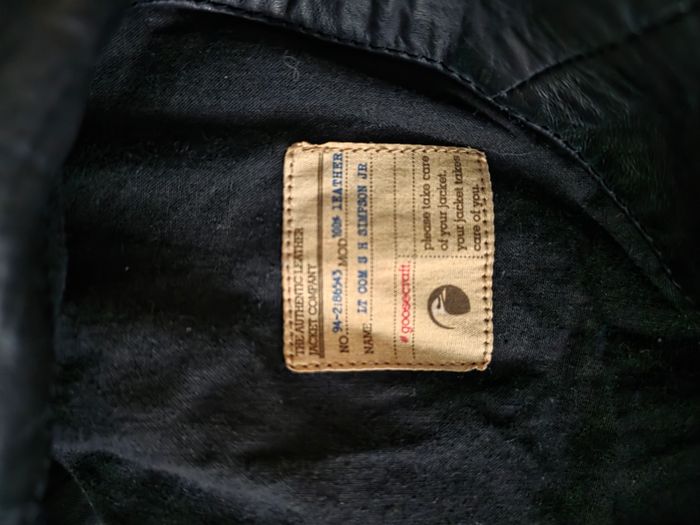 THE AUTHENTIC LEATHER
JACKET COMPANY
NO. 94-2186543 MOD. 100% LEATHER
NAME LT COM S H SIMPSON JR
#goosecraft
please take care
of your jacket,
your jacket takes
care of you.